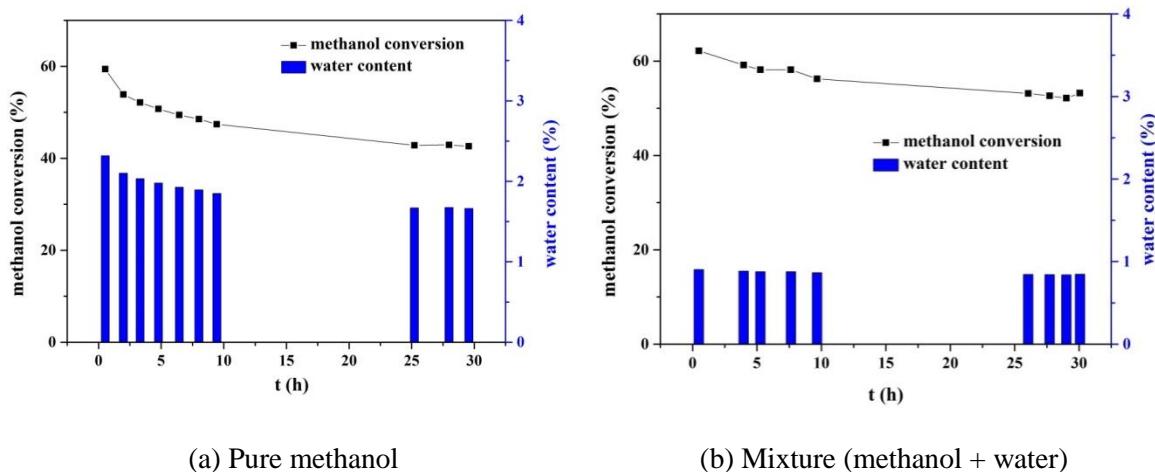 methanol conversion
water content
methanol conversion (%)
0
20
40
60
0
5
10
15
20
25
30
t (h)
0
1
2
3
4
water content (%)
(a) Pure methanol
methanol conversion
water content
methanol conversion (%)
0
20
40
60
0
5
10
15
20
25
30
t (h)
0
1
2
3
4
water content (%)
(b) Mixture (methanol + water)